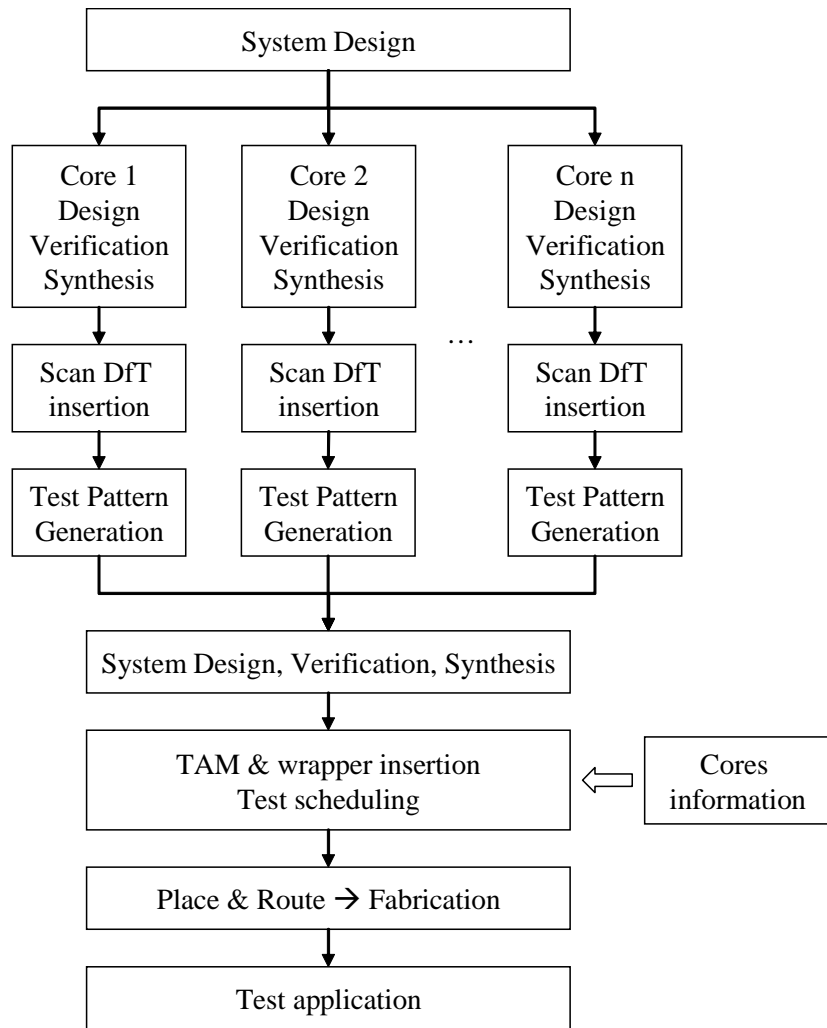 System Design
Core 1
Design
Verification
Synthesis
Core 2
Design
Verification
Synthesis
Core n
Design
Verification
Synthesis
…
Scan DfT
insertion
Scan DfT
insertion
Scan DfT
insertion
Test Pattern
Generation
Test Pattern
Generation
Test Pattern
Generation
System Design, Verification, Synthesis
TAM & wrapper insertion
Test scheduling
Cores
information
Place & Route → Fabrication
Test application